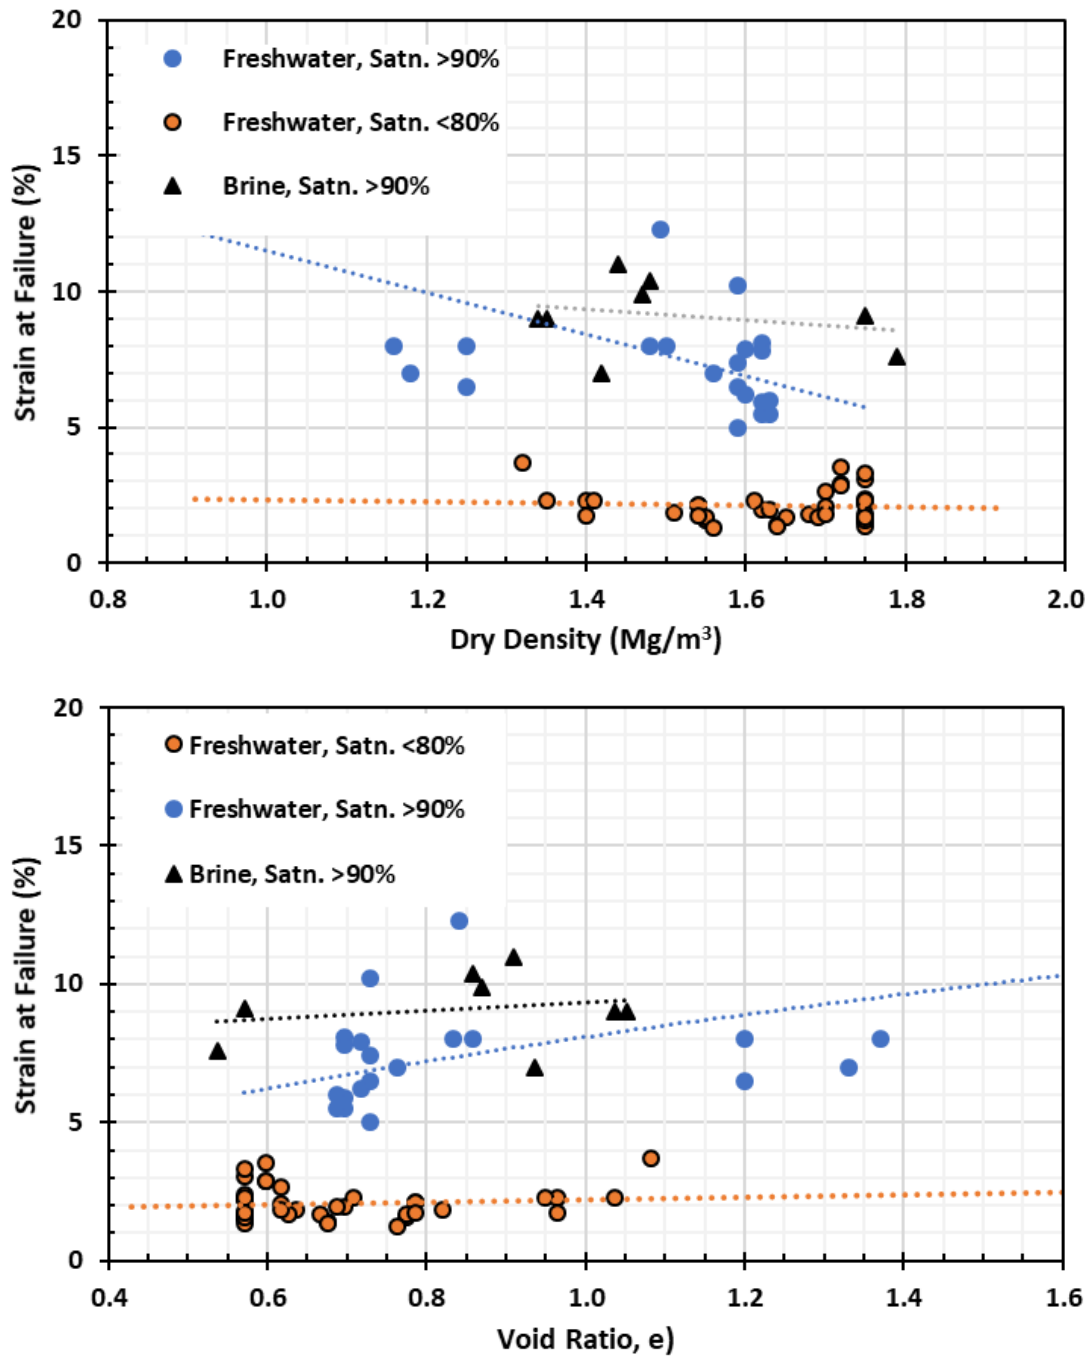 20
15
10
5
0
Strain at Failure (%)
Freshwater, Satn. >90%
Freshwater, Satn. <80%
Brine, Satn. >90%
0.8 1.0 1.2 1.4 1.6 1.8 2.0
Dry Density (Mg/m³)
20
15
10
5
0
Strain at Failure (%)
Freshwater, Satn. <80%
Freshwater, Satn. >90%
Brine, Satn. >90%
0.4 0.6 0.8 1.0 1.2 1.4 1.6
Void Ratio, e)